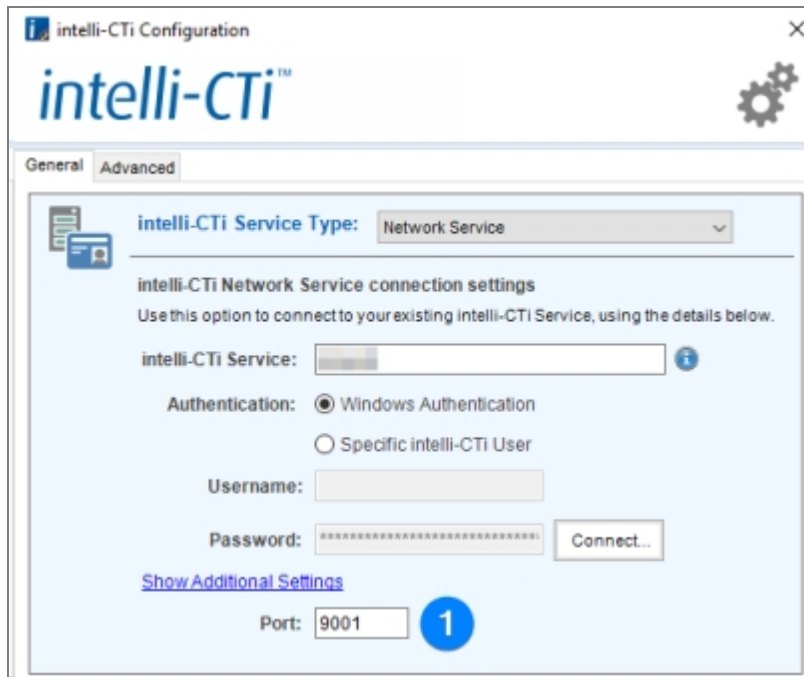 intelli-CTi Configuration
intelli-CTi™
General Advanced
intelli-CTi Service Type: Network Service
intelli-CTi Network Service connection settings
Use this option to connect to your existing intelli-CTi Service, using the details below.
intelli-CTi Service:
Authentication: Windows Authentication
Specific intelli-CTi User
Username:
Password: ******************************* Connect...
Show Additional Settings
Port: 9001 1